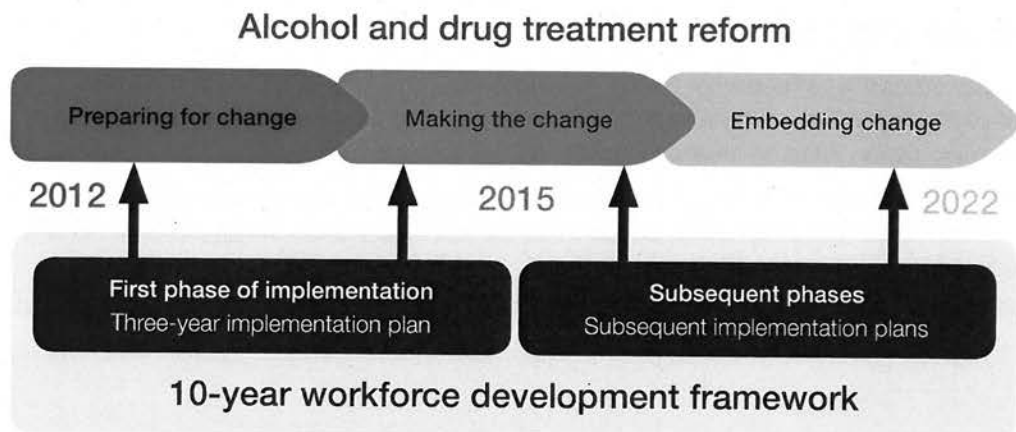 Alcohol and drug treatment reform
Preparing for change
Making the change
Embedding change
2012
2015
2022
First phase of implementation
Three-year implementation plan
Subsequent phases
Subsequent implementation plans
10-year workforce development framework